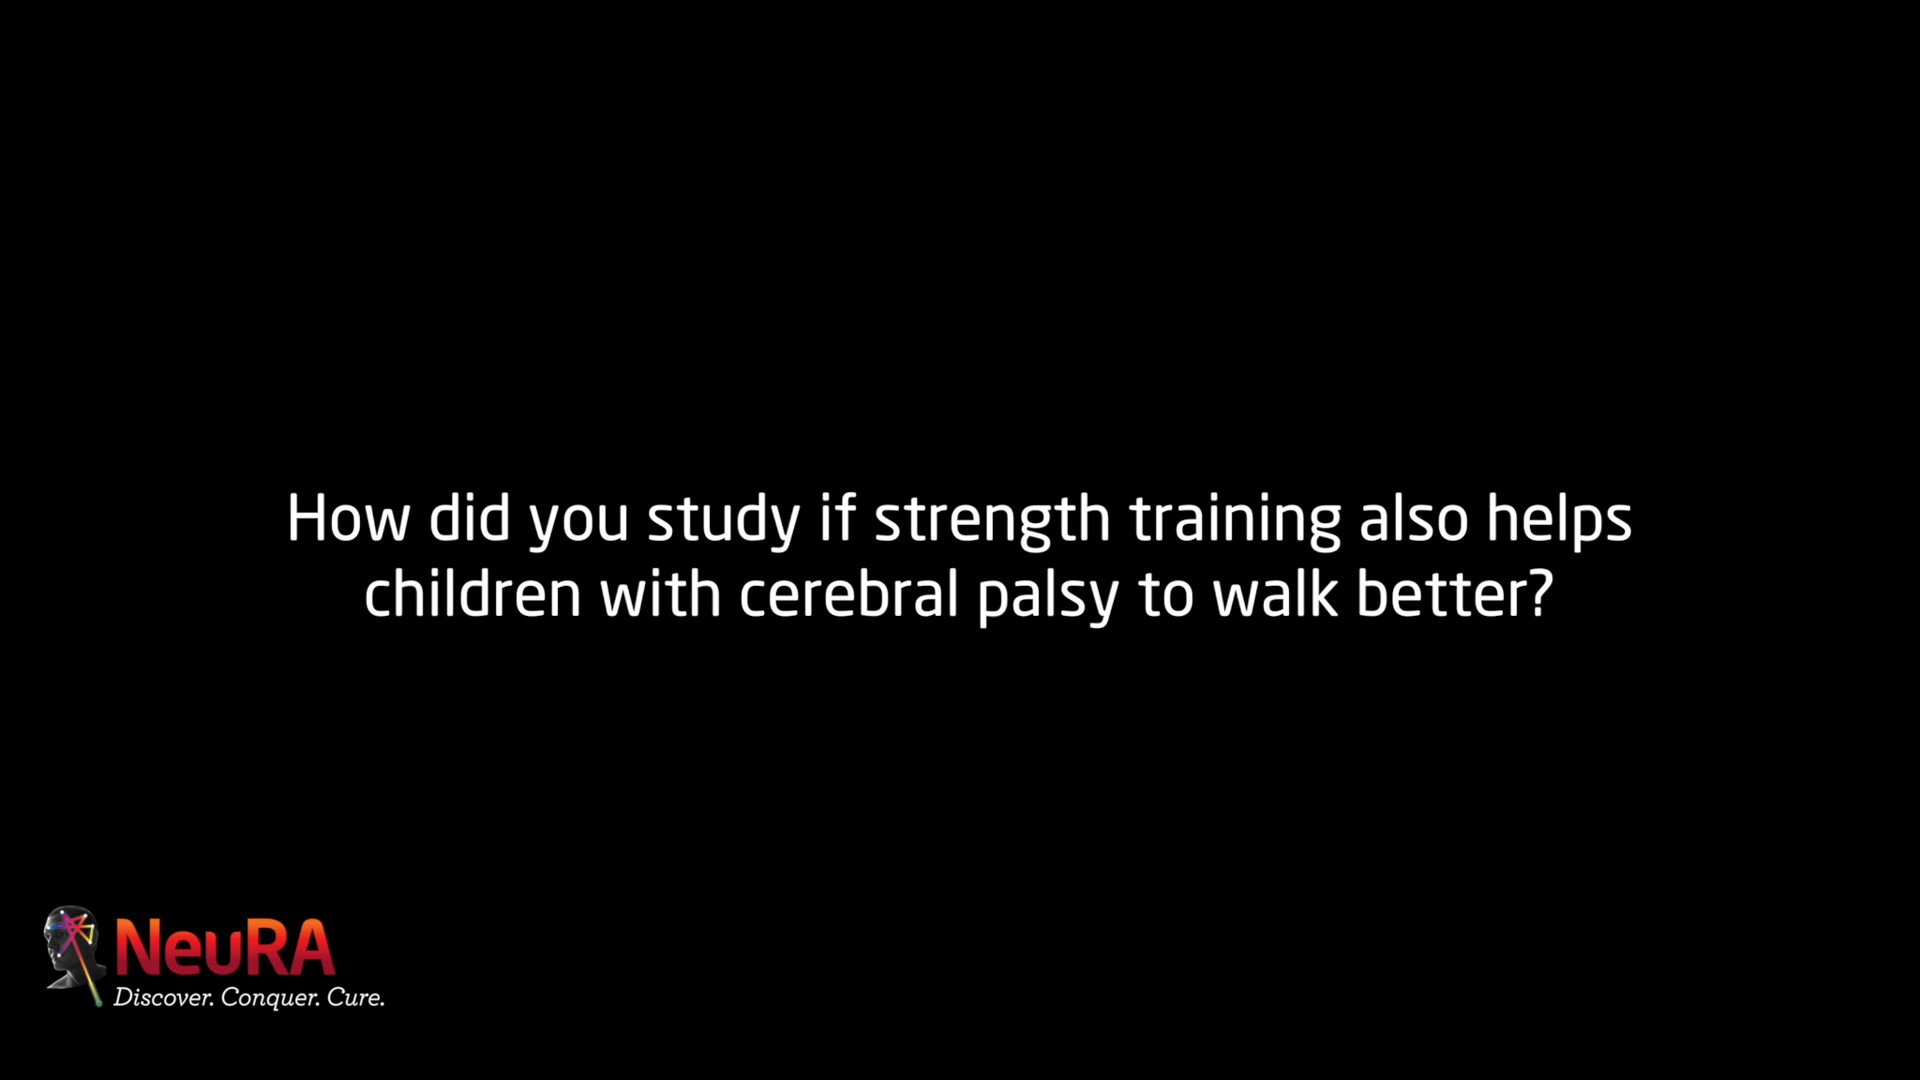 How did you study if strength training also helps
children with cerebral palsy to walk better?
NeuRA
Discover. Conquer. Cure.